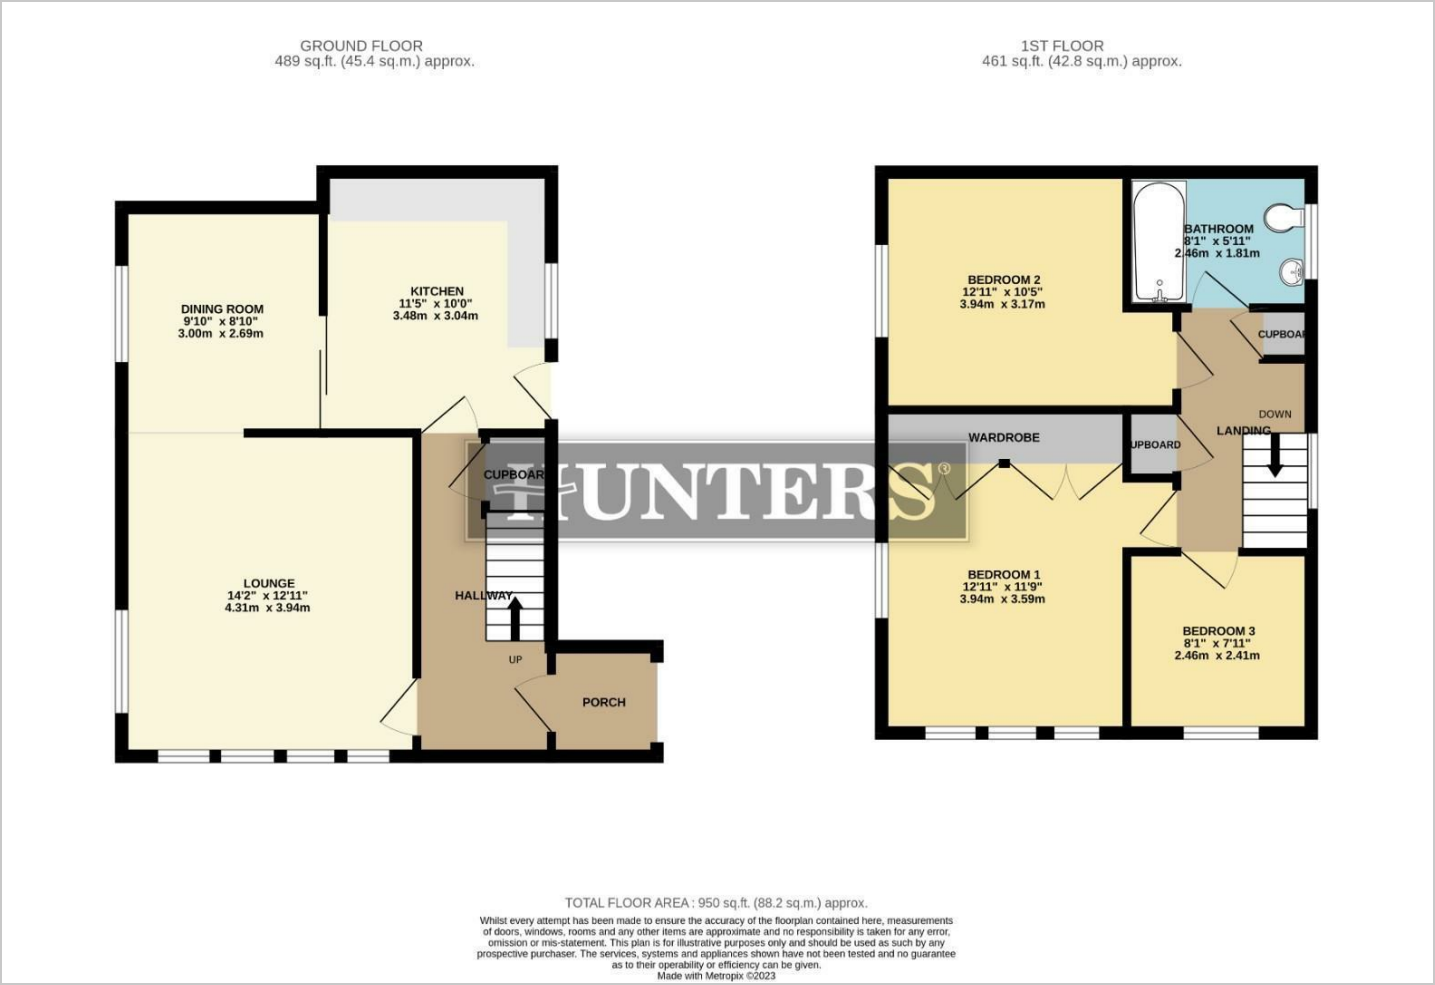 GROUND FLOOR
489 sq.ft. (45.4 sq.m.) approx.
1ST FLOOR
461 sq.ft. (42.8 sq.m.) approx.
DINING ROOM
9'10" x 8'10"
3.00m x 2.69m
KITCHEN
11'5" x 10'0"
3.48m x 3.04m
CUPBOAR
LOUNGE
14'2" x 12'11"
4.31m x 3.94m
HALLWAY
UP
PORCH
HUNTERS®
BEDROOM 2
12'11" x 10'5"
3.94m x 3.17m
BATHROOM
8'1" x 5'11"
2.46m x 1.81m
CUPBOAR
DOWN
LANDING
WARDROBE
UPBOARD
BEDROOM 1
12'11" x 11'9"
3.94m x 3.59m
BEDROOM 3
8'1" x 7'11"
2.46m x 2.41m
TOTAL FLOOR AREA : 950 sq.ft. (88.2 sq.m.) approx.
Whilst every attempt has been made to ensure the accuracy of the floorplan contained here, measurements
of doors, windows, rooms and any other items are approximate and no responsibility is taken for any error,
omission or mis-statement. This plan is for illustrative purposes only and should be used as such by any
prospective purchaser. The services, systems and appliances shown have not been tested and no guarantee
as to their operability or efficiency can be given.
Made with Metropix ©2023